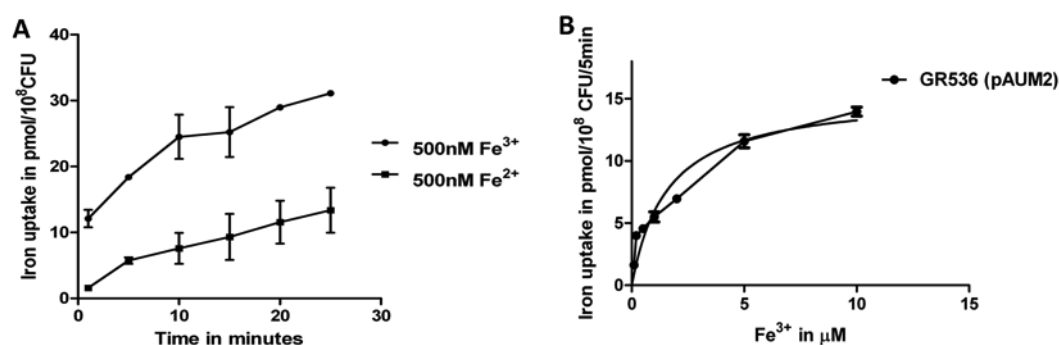 A
Iron uptake in pmol/10⁸CFU
40
30
20
10
0
0
10
20
30
Time in minutes
500nM Fe³⁺
500nM Fe²⁺
B
Iron uptake in pmol/10⁸ CFU/5min
15
10
5
0
0
5
10
15
Fe³⁺ in μM
GR536 (pAUM2)